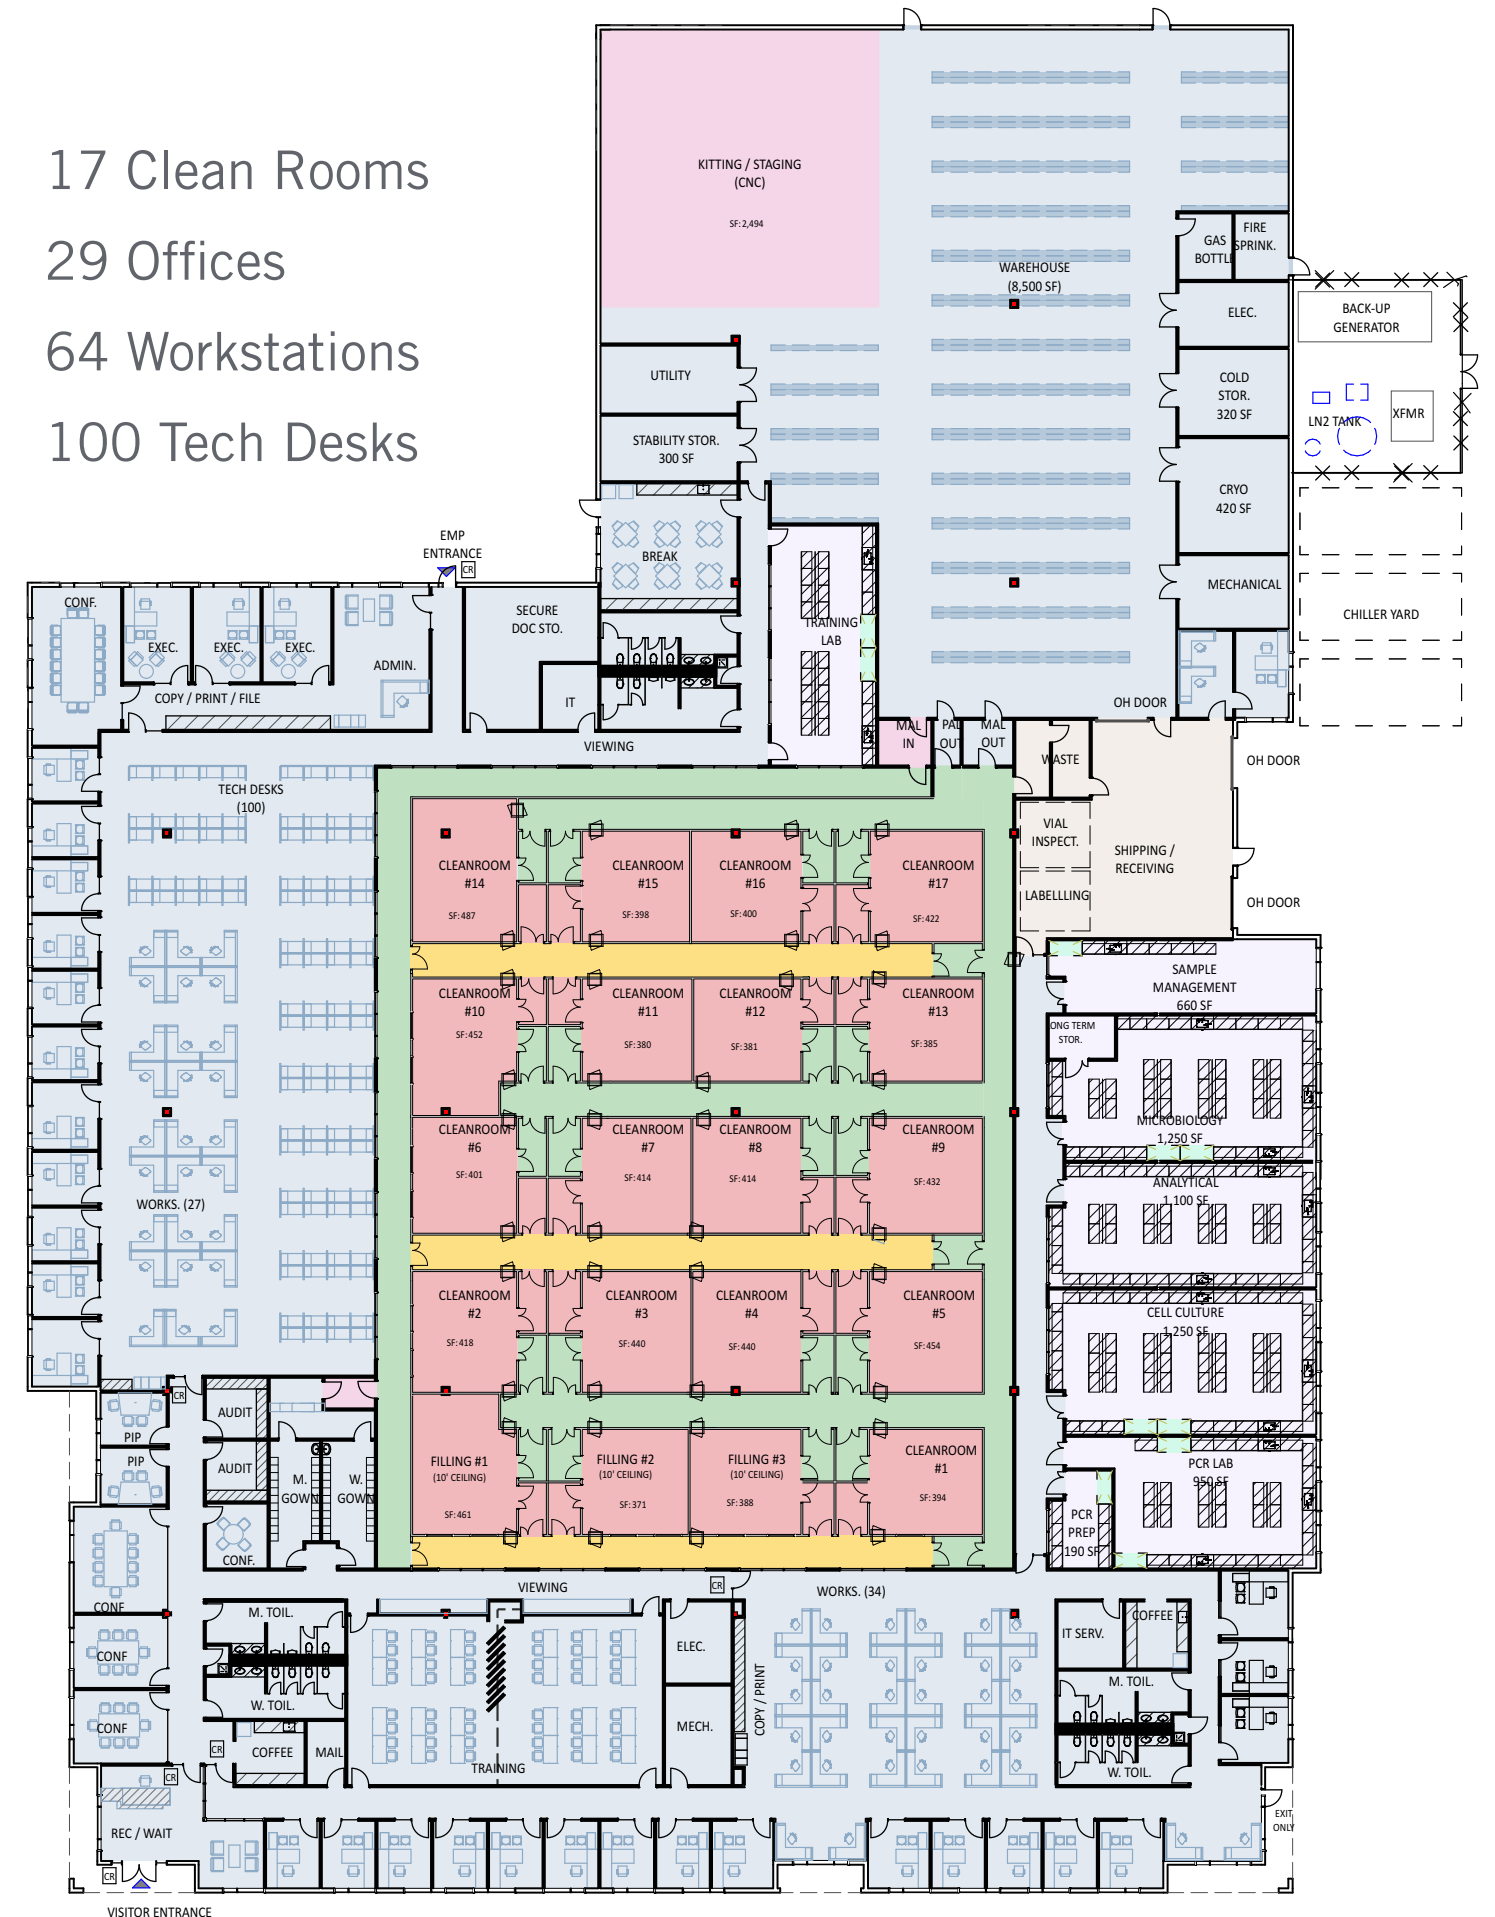 17 Clean Rooms
29 Offices
64 Workstations
100 Tech Desks
KITTING / STAGING
(CNC)
SF: 2,494
WAREHOUSE
(8,500 SF)
GAS
BOTTL
FIRE
SPRINK.
ELEC.
BACK-UP
GENERATOR
COLD
STOR.
320 SF
LN2 TANK
XFMR
CRYO
420 SF
MECHANICAL
CHILLER YARD
UTILITY
STABILITY STOR.
300 SF
BREAK
EMP
ENTRANCE
CR
TRAINING
LAB
CONF.
EXEC.
EXEC.
EXEC.
ADMIN.
COPY / PRINT / FILE
SECURE
DOC STO.
IT
VIEWING
MAL
IN
PAL
OUT
MAL
OUT
OH DOOR
WASTE
OH DOOR
VIAL
INSPECT.
SHIPPING /
RECEIVING
LABELLLING
OH DOOR
TECH DESKS
(100)
WORKS. (27)
CLEANROOM
#14
SF: 487
CLEANROOM
#15
SF: 398
CLEANROOM
#16
SF: 400
CLEANROOM
#17
SF: 422
CLEANROOM
#10
SF: 452
CLEANROOM
#11
SF: 380
CLEANROOM
#12
SF: 381
CLEANROOM
#13
SF: 385
CLEANROOM
#6
SF: 401
CLEANROOM
#7
SF: 414
CLEANROOM
#8
SF: 414
CLEANROOM
#9
SF: 432
CLEANROOM
#2
SF: 418
CLEANROOM
#3
SF: 440
CLEANROOM
#4
SF: 440
CLEANROOM
#5
SF: 454
FILLING #1
(10' CEILING)
SF: 461
FILLING #2
(10' CEILING)
SF: 371
FILLING #3
(10' CEILING)
SF: 388
CLEANROOM
#1
SF: 394
SAMPLE
MANAGEMENT
660 SF
ONG TERM
STOR.
MICROBIOLOGY
1,250 SF
ANALYTICAL
1,100 SF
CELL CULTURE
1,250 SF
PCR LAB
950 SF
PCR
PREP
190 SF
CR
AUDIT
AUDIT
PIP
PIP
M.
GOWN
W.
GOWN
CONF.
CONF
CONF
CONF
VIEWING
CR
WORKS. (34)
M. TOIL.
W. TOIL.
COFFEE
MAIL
CR
CR
TRAINING
ELEC.
MECH.
COPY / PRINT
IT SERV.
COFFEE
M. TOIL.
W. TOIL.
REC / WAIT
CR
VISITOR ENTRANCE
EXIT
ONLY